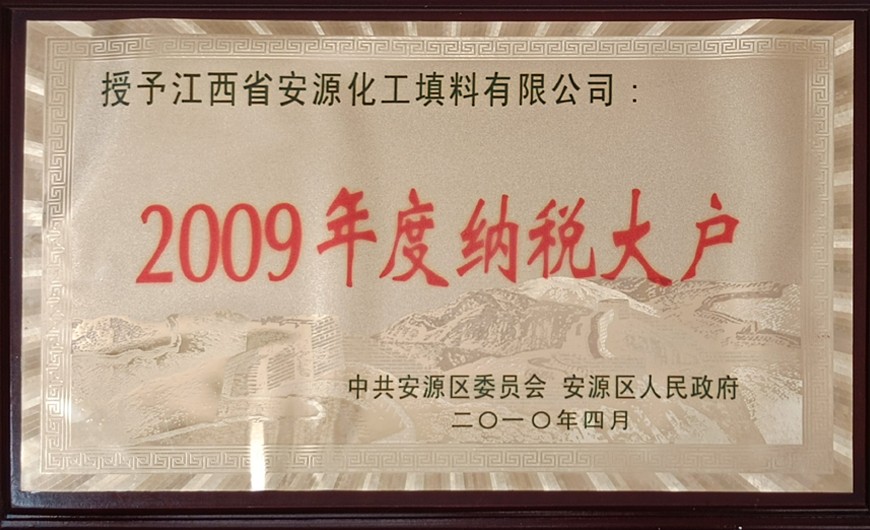 授予江西省安源化工填料有限公司：
2009年度纳税大户
中共安源区委员会 安源区人民政府
二〇一〇年四月